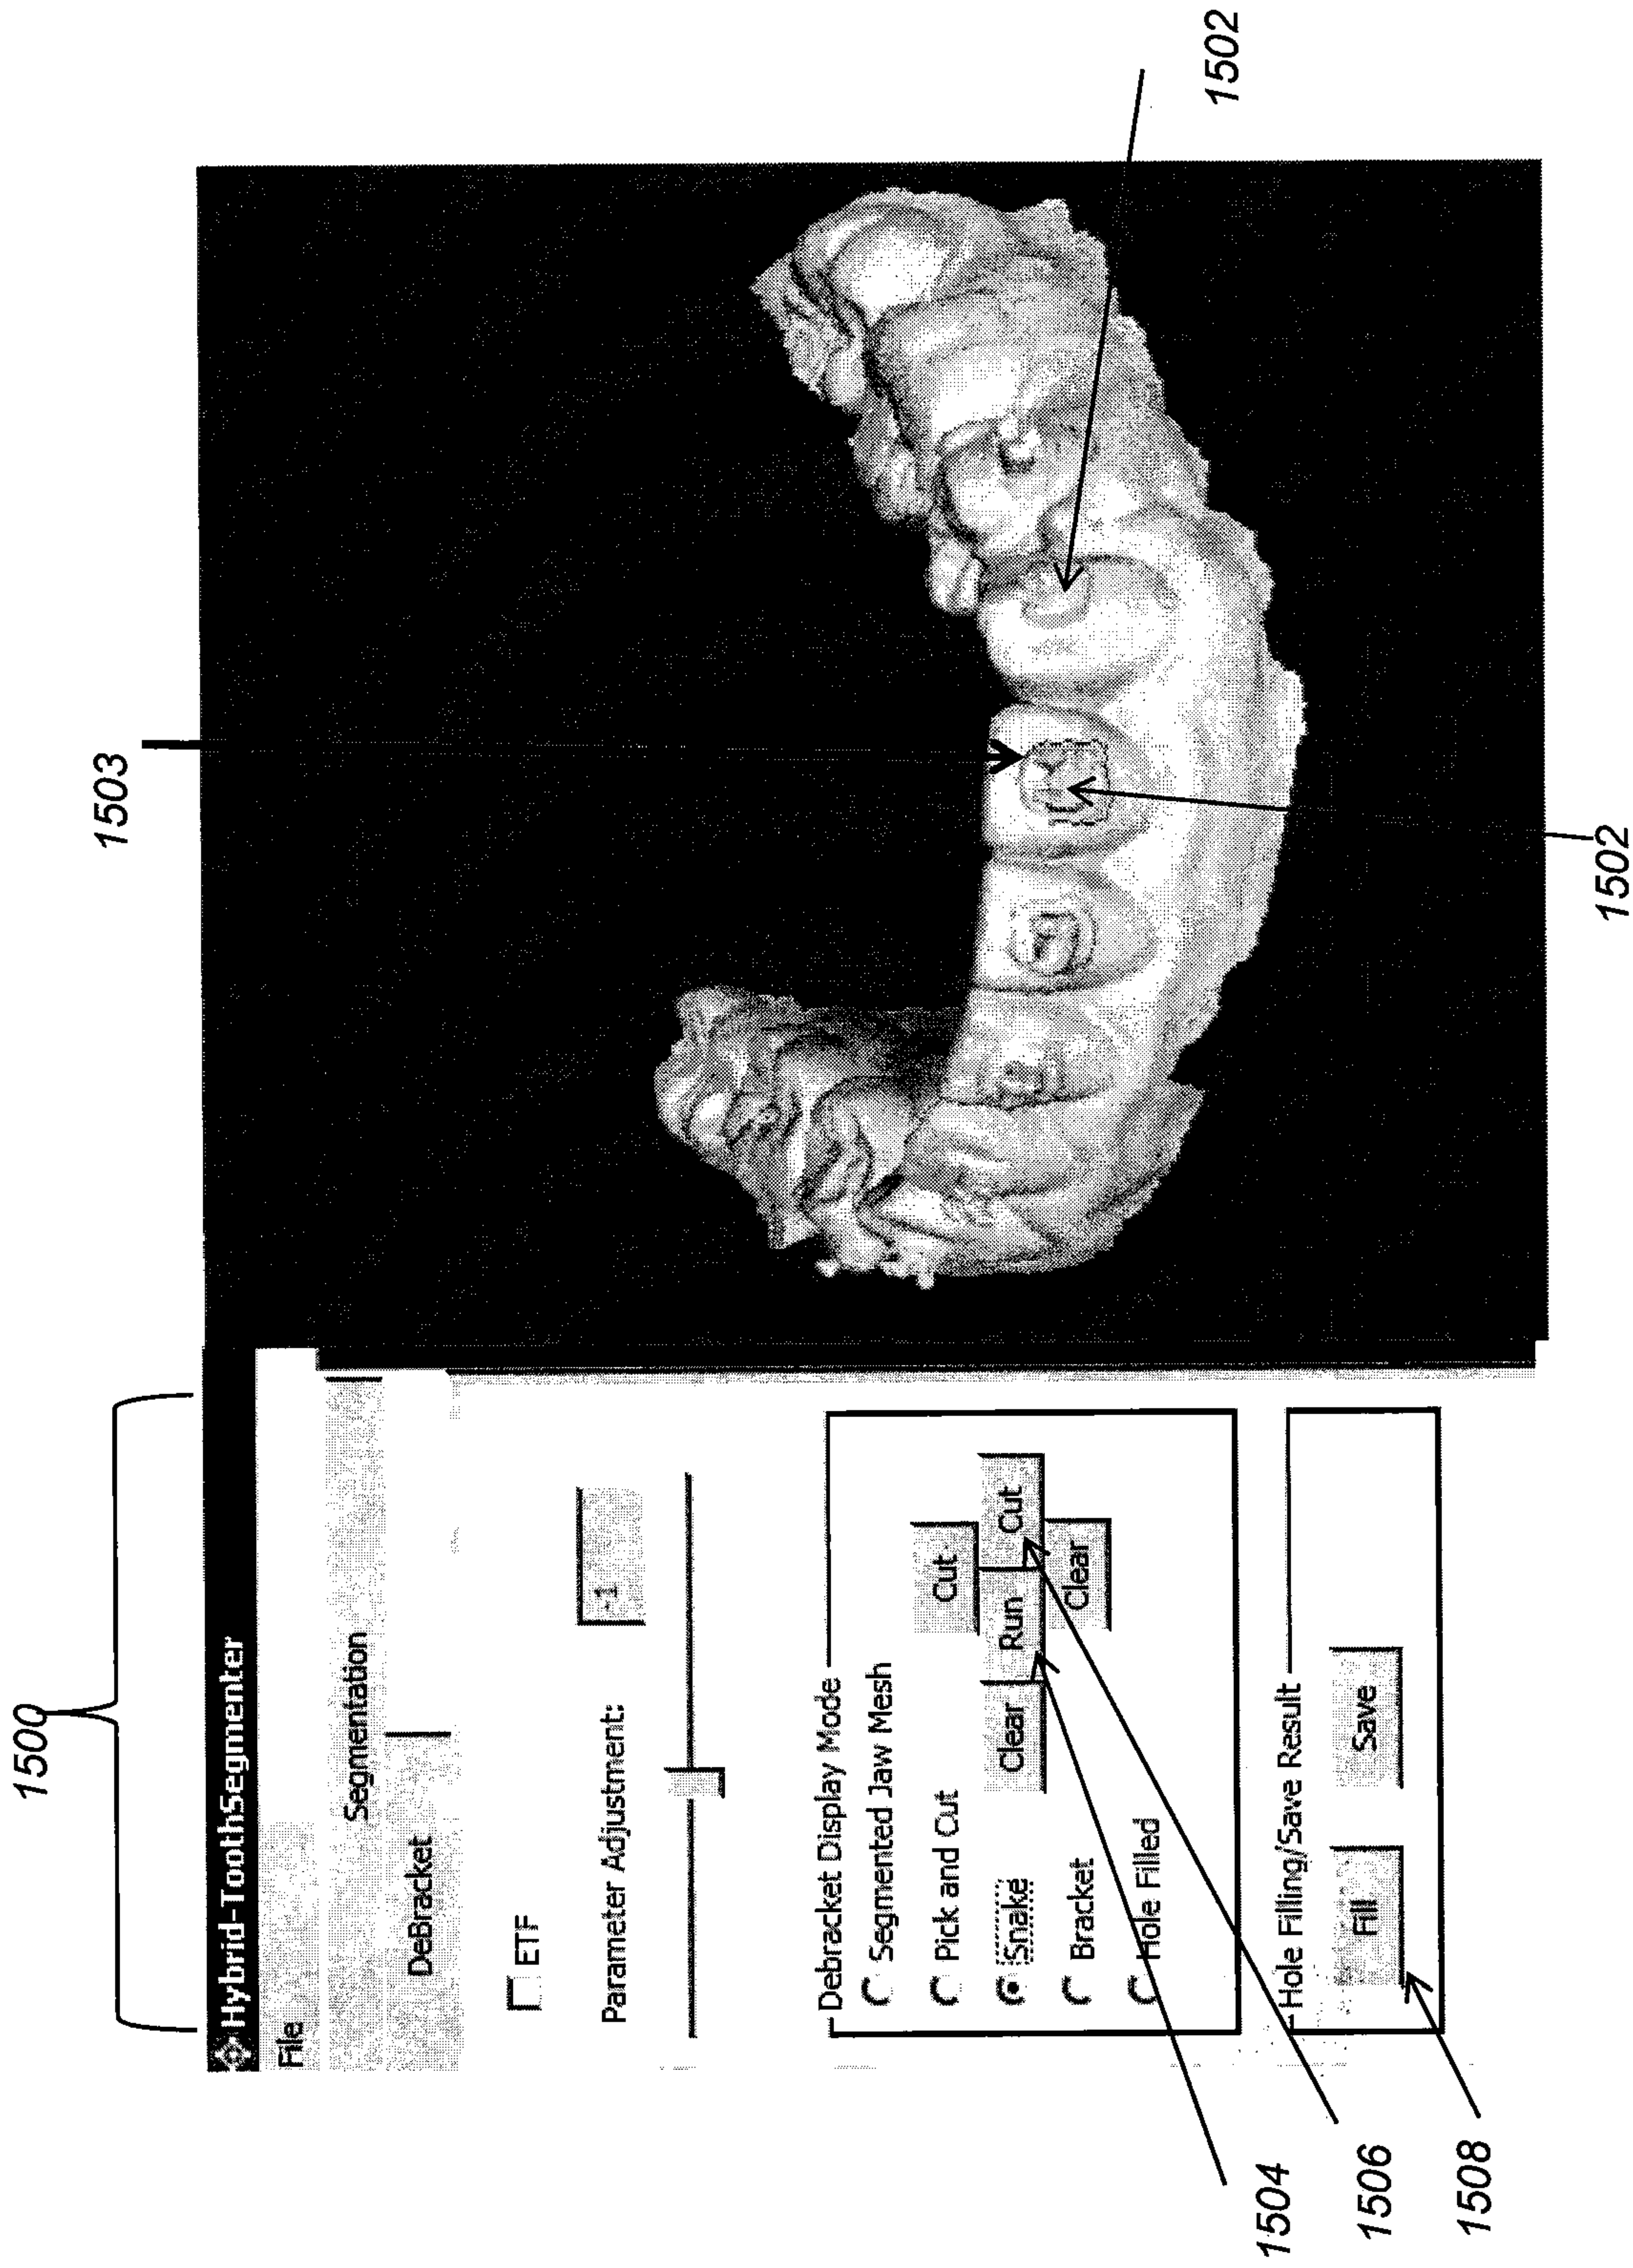 1500
1503
1502
Hybrid-ToothSegmenter
File
Segmentation
DeBracket
ETF
Parameter Adjustment:
-1
Debracket Display Mode
Segmented Jaw Mesh
Pick and Cut Cut
Snake Clear Run Cut
Bracket Clear
Hole Filled
Hole Filling/Save Result
Fill Save
1504
1506
1508
1502